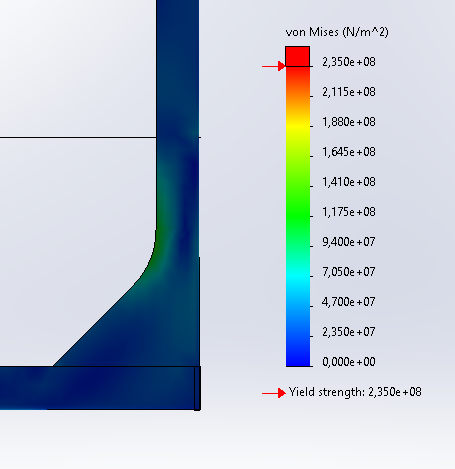 von Mises (N/m^2)
2,350e+08
2,115e+08
1,880e+08
1,645e+08
1,410e+08
1,175e+08
9,400e+07
7,050e+07
4,700e+07
2,350e+07
0,000e+00
Yield strength: 2,350e+08